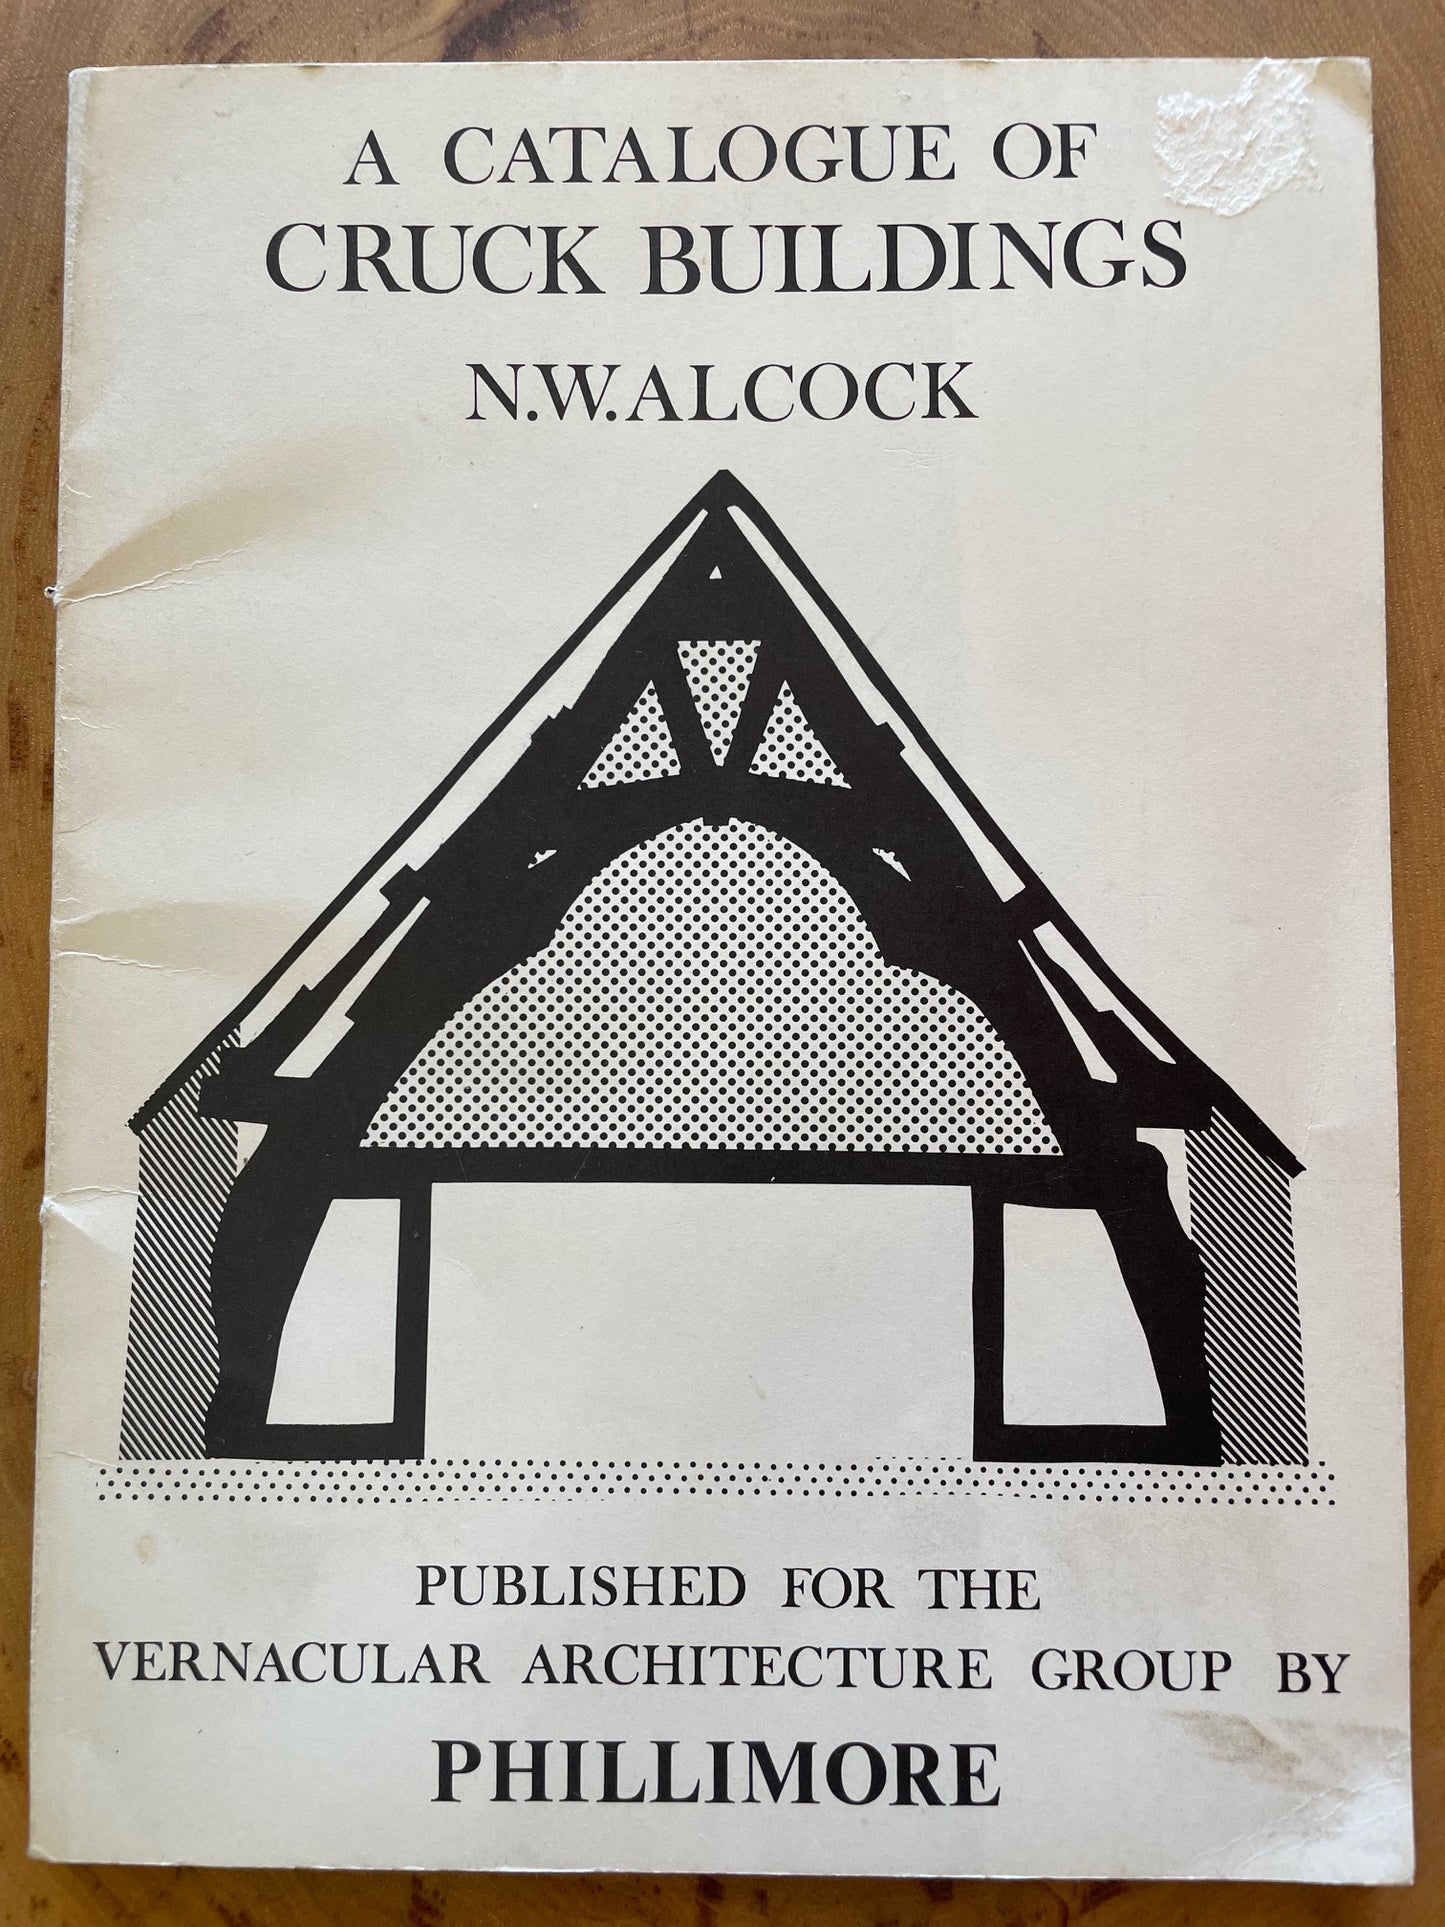 A CATALOGUE OF
CRUCK BUILDINGS
N.W.ALCOCK
PUBLISHED FOR THE
VERNACULAR ARCHITECTURE GROUP BY
PHILLIMORE